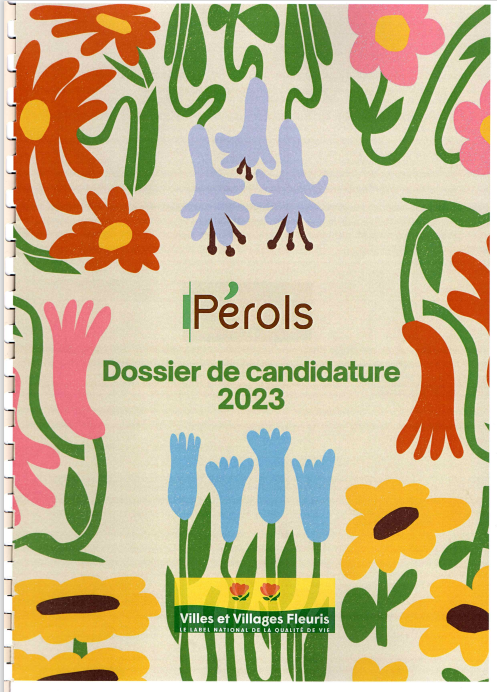 Pérols
Dossier de candidature
2023
Villes et Villages Fleuris
LE LABEL NATIONAL DE LA QUALITÉ DE VIE